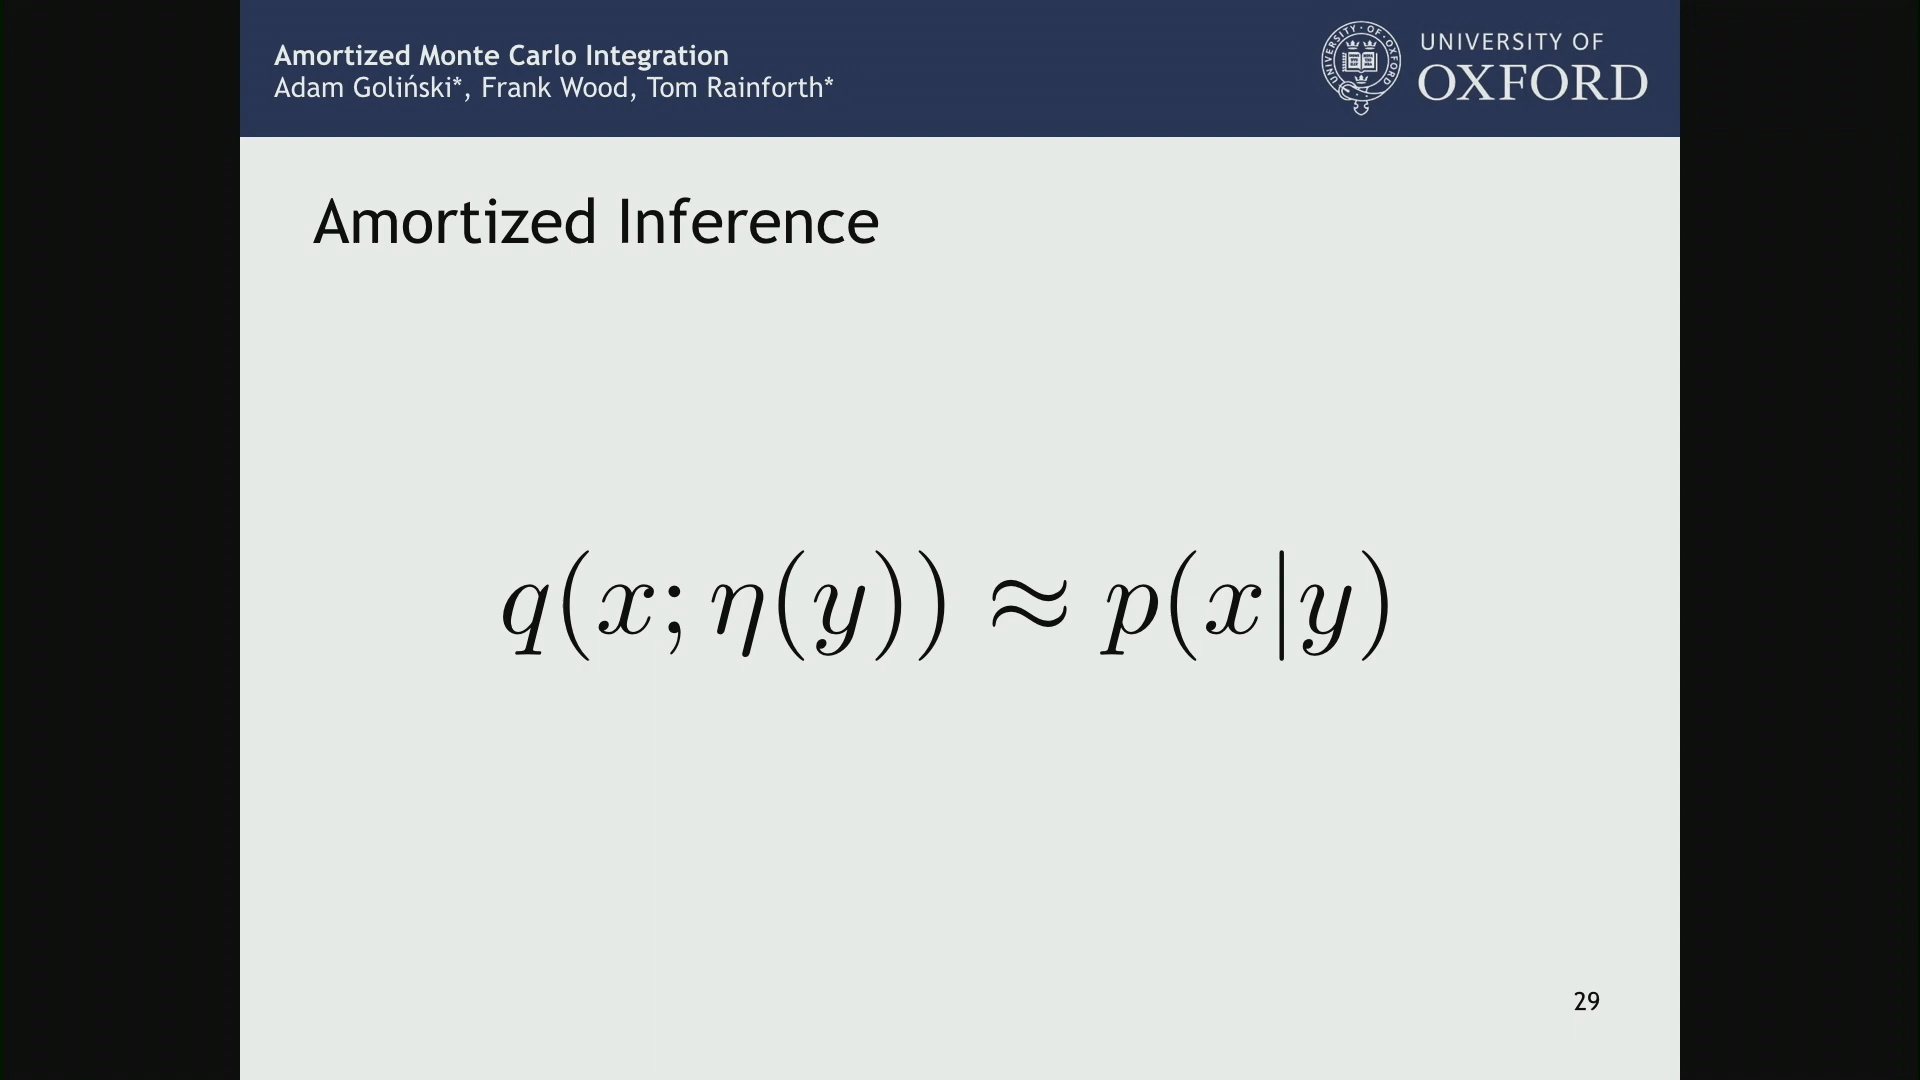 Amortized Monte Carlo Integration
Adam Goliński*, Frank Wood, Tom Rainforth*
UNIVERSITY OF
OXFORD
Amortized Inference
q(x; η(y)) ≈ p(x|y)
29